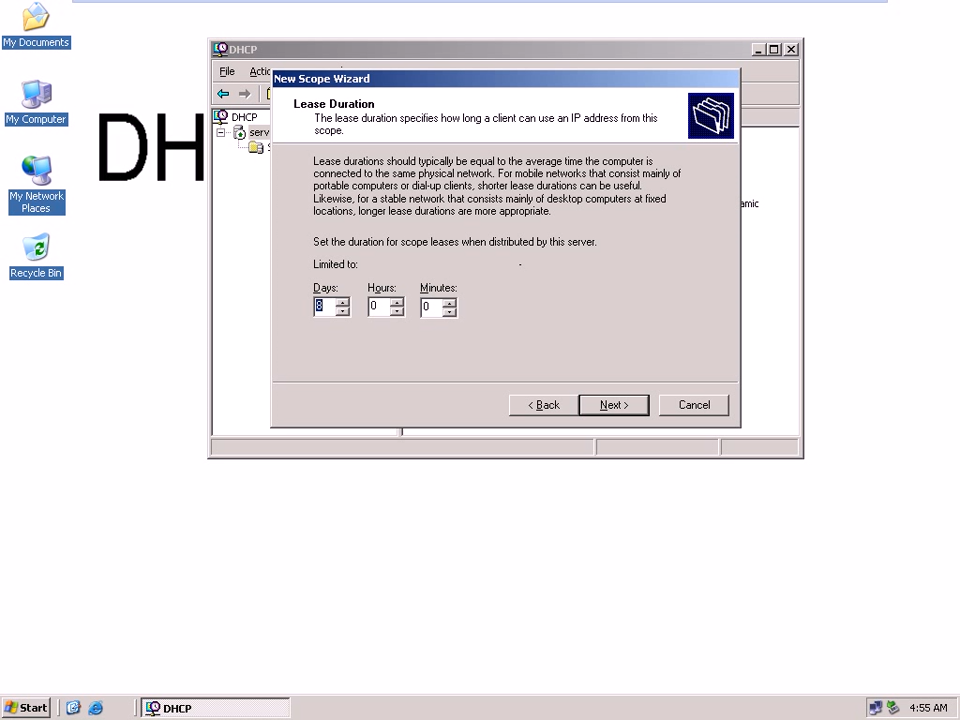 My Documents
My Computer
My Network
Places
Recycle Bin
DH
DHCP
File
New Scope Wizard
Lease Duration
The lease duration specifies how long a client can use an IP address from this
scope.
DHCP
serv
Lease durations should typically be equal to the average time the computer is
connected to the same physical network. For mobile networks that consist mainly of
portable computers or dial-up clients, shorter lease durations can be useful.
Likewise, for a stable network that consists mainly of desktop computers at fixed
locations, longer lease durations are more appropriate.
amic
Set the duration for scope leases when distributed by this server.
Limited to:
Days: Hours: Minutes:
8 0 0
< Back Next > Cancel
Start DHCP 4:55 AM